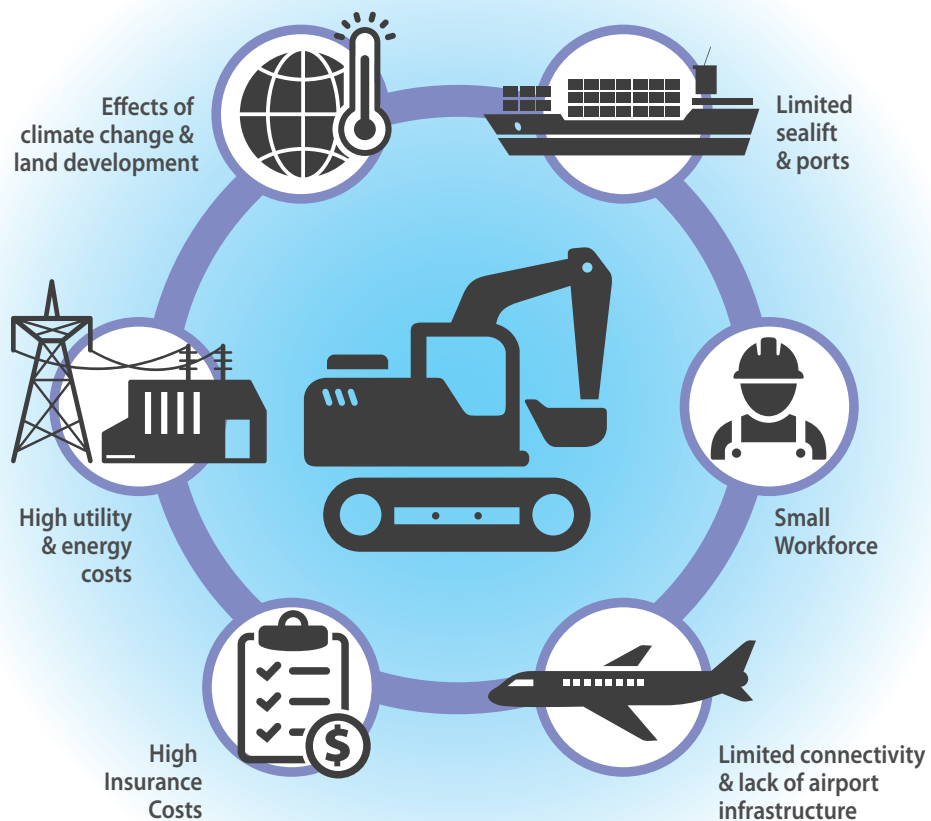 Effects of
climate change &
land development
Limited
sealift
& ports
High utility
& energy
costs
Small
Workforce
High
Insurance
Costs
$
Limited connectivity
& lack of airport
infrastructure